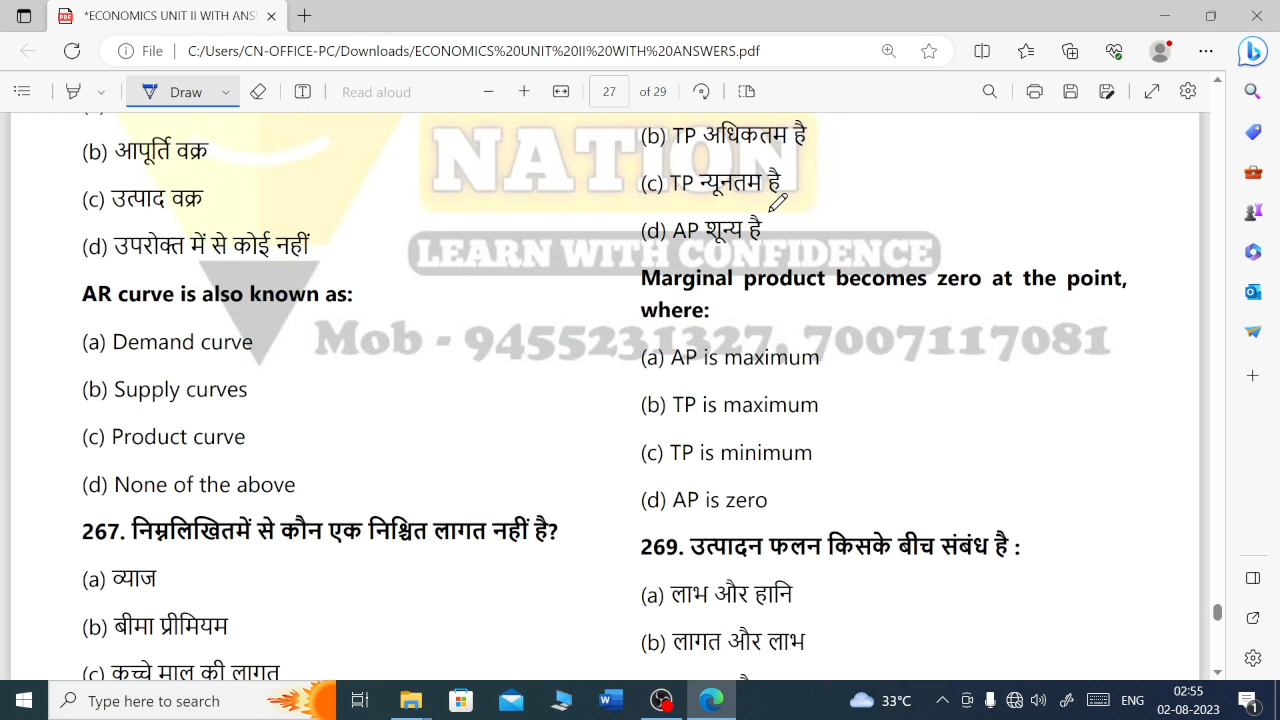 *ECONOMICS UNIT II WITH ANS
File
C:/Users/CN-OFFICE-PC/Downloads/ECONOMICS%20UNIT%20II%20WITH%20ANSWERS.pdf
Draw
Read aloud
27
of 29
NATION
LEARN WITH CONFIDENCE
Mob - 9455231327, 7007117081
(b) आपूर्ति वक्र
(c) उत्पाद वक्र
(d) उपरोक्त में से कोई नहीं
AR curve is also known as:
(a) Demand curve
(b) Supply curves
(c) Product curve
(d) None of the above
267. निम्नलिखितमें से कौन एक निश्चित लागत नहीं है?
(a) व्याज
(b) बीमा प्रीमियम
(c) कच्चे माल की लागत
(b) TP अधिकतम है
(c) TP न्यूनतम है
(d) AP शून्य है
Marginal product becomes zero at the point,
where:
(a) AP is maximum
(b) TP is maximum
(c) TP is minimum
(d) AP is zero
269. उत्पादन फलन किसके बीच संबंध है :
(a) लाभ और हानि
(b) लागत और लाभ
Type here to search
33°C
ENG
02:55
02-08-2023
1